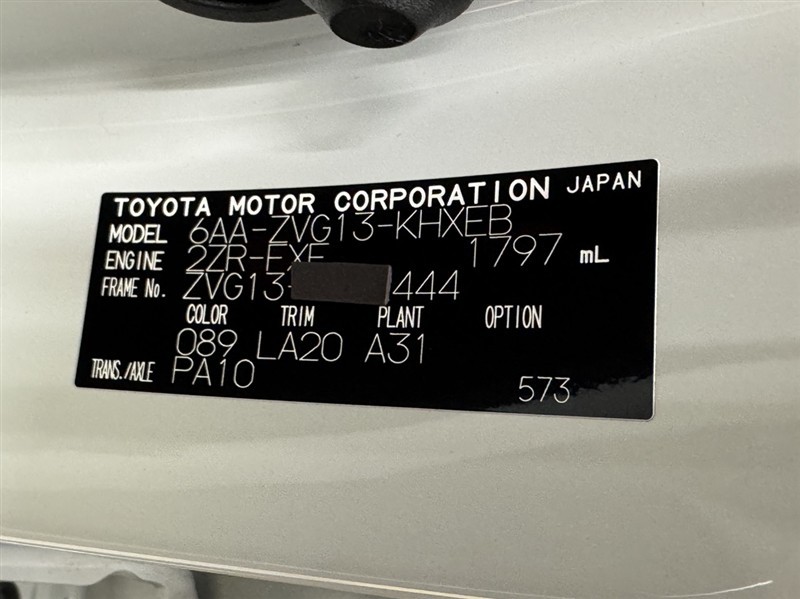 TOYOTA MOTOR CORPORATION JAPAN
MODEL 6AA-ZVG13-KHXEB
ENGINE 2ZR-FXE 1797 mL
FRAME No. ZVG13- 444
COLOR TRIM PLANT OPTION
089 LA20 A31
TRANS./AXLE PA10 573